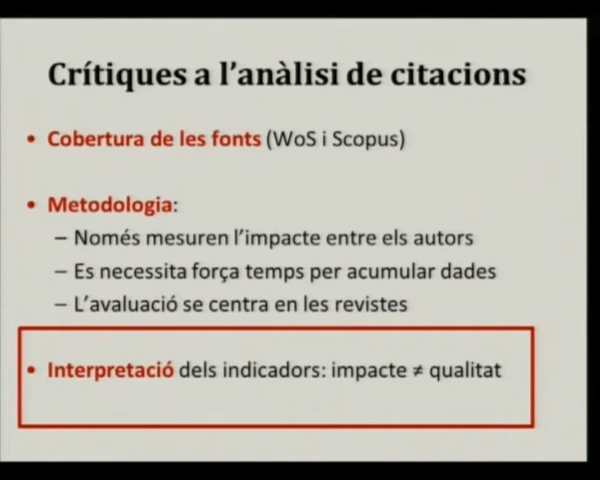 Crítiques a l'anàlisi de citacions
• Cobertura de les fonts (WoS i Scopus)
• Metodologia:
– Només mesuren l'impacte entre els autors
– Es necessita força temps per acumular dades
– L'avaluació se centra en les revistes
• Interpretació dels indicadors: impacte ≠ qualitat